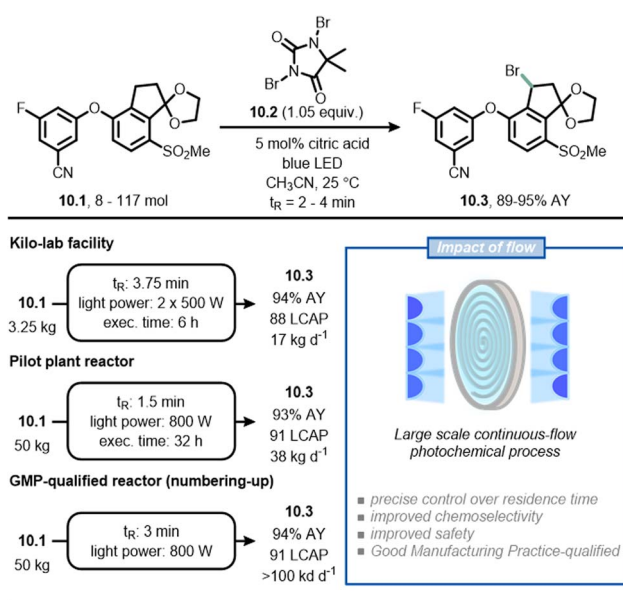 Br
O
N
N
Br
O
10.2 (1.05 equiv.)
5 mol% citric acid
blue LED
CH3CN, 25 °C
tR = 2 - 4 min
F
O
O
O
SO2Me
CN
10.1, 8 - 117 mol
Br
F
O
O
O
SO2Me
CN
10.3, 89-95% AY
Kilo-lab facility
10.1
3.25 kg
tR: 3.75 min
light power: 2 x 500 W
exec. time: 6 h
10.3
94% AY
88 LCAP
17 kg d-1
Pilot plant reactor
10.1
50 kg
tR: 1.5 min
light power: 800 W
exec. time: 32 h
10.3
93% AY
91 LCAP
38 kg d-1
GMP-qualified reactor (numbering-up)
10.1
50 kg
tR: 3 min
light power: 800 W
10.3
94% AY
91 LCAP
>100 kd d-1
Impact of flow
Large scale continuous-flow
photochemical process
precise control over residence time
improved chemoselectivity
improved safety
Good Manufacturing Practice-qualified